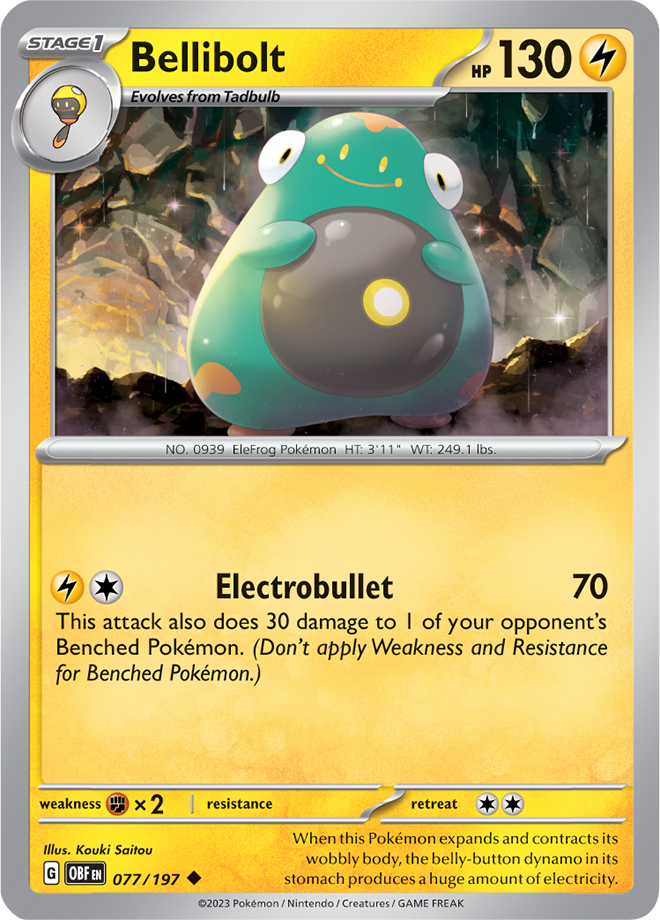 STAGE1
Bellibolt
HP 130
Evolves from Tadbulb
NO. 0939 EleFrog Pokémon HT: 3'11" WT: 249.1 lbs.
Electrobullet 70
This attack also does 30 damage to 1 of your opponent's
Benched Pokémon. (Don't apply Weakness and Resistance
for Benched Pokémon.)
weakness ×2 resistance retreat
Illus. Kouki Saitou
When this Pokémon expands and contracts its
wobbly body, the belly-button dynamo in its
stomach produces a huge amount of electricity.
G OBF EN 077/197
©2023 Pokémon / Nintendo / Creatures / GAME FREAK